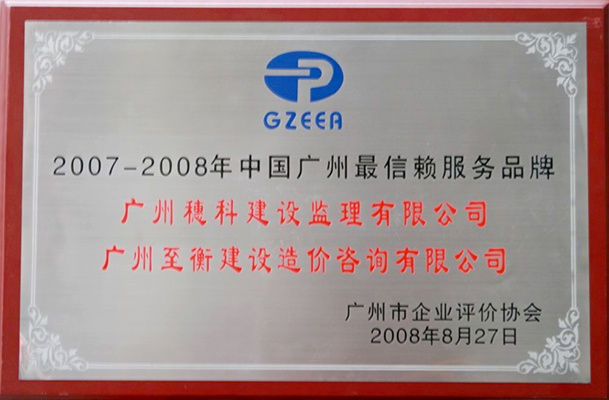 GZEEA
2007-2008年中国广州最信赖服务品牌
广州穗科建设监理有限公司
广州至衡建设造价咨询有限公司
广州市企业评价协会
2008年8月27日